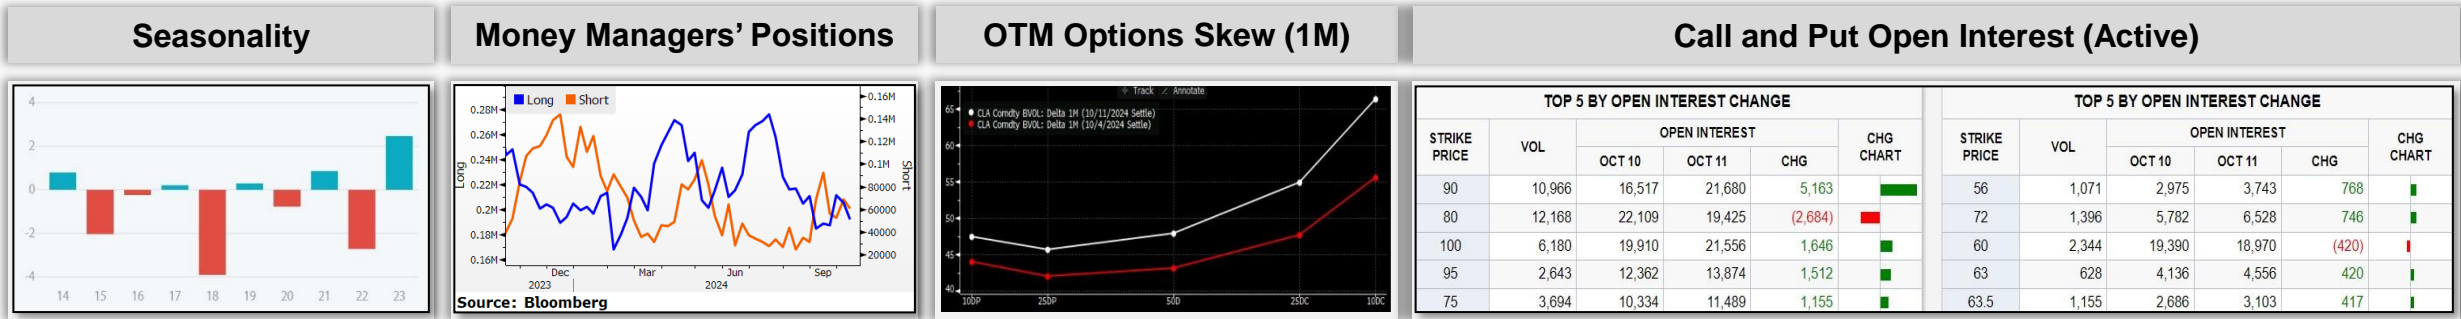 Seasonality
Money Managers' Positions
OTM Options Skew (1M)
Call and Put Open Interest (Active)
4
2
0
-2
-4
14 15 16 17 18 19 20 21 22 23
Long Short
0.28M
0.26M
0.24M
0.22M
0.2M
0.18M
0.16M
Long
0.16M
0.14M
0.12M
0.1M
80000
60000
40000
20000
Short
Dec Mar Jun Sep
2023 2024
Source: Bloomberg
Track Annotate
CLA Comdty BVOL: Delta 1M (10/11/2024 Settle)
CLA Comdty BVOL: Delta 1M (10/4/2024 Settle)
65
60
55
50
45
40
10DP 25DP 50D 25DC 10DC
TOP 5 BY OPEN INTEREST CHANGE
STRIKE PRICE VOL OPEN INTEREST CHG CHART
OCT 10 OCT 11 CHG
90 10,966 16,517 21,680 5,163
80 12,168 22,109 19,425 (2,684)
100 6,180 19,910 21,556 1,646
95 2,643 12,362 13,874 1,512
75 3,694 10,334 11,489 1,155
TOP 5 BY OPEN INTEREST CHANGE
STRIKE PRICE VOL OPEN INTEREST CHG CHART
OCT 10 OCT 11 CHG
56 1,071 2,975 3,743 768
72 1,396 5,782 6,528 746
60 2,344 19,390 18,970 (420)
63 628 4,136 4,556 420
63.5 1,155 2,686 3,103 417